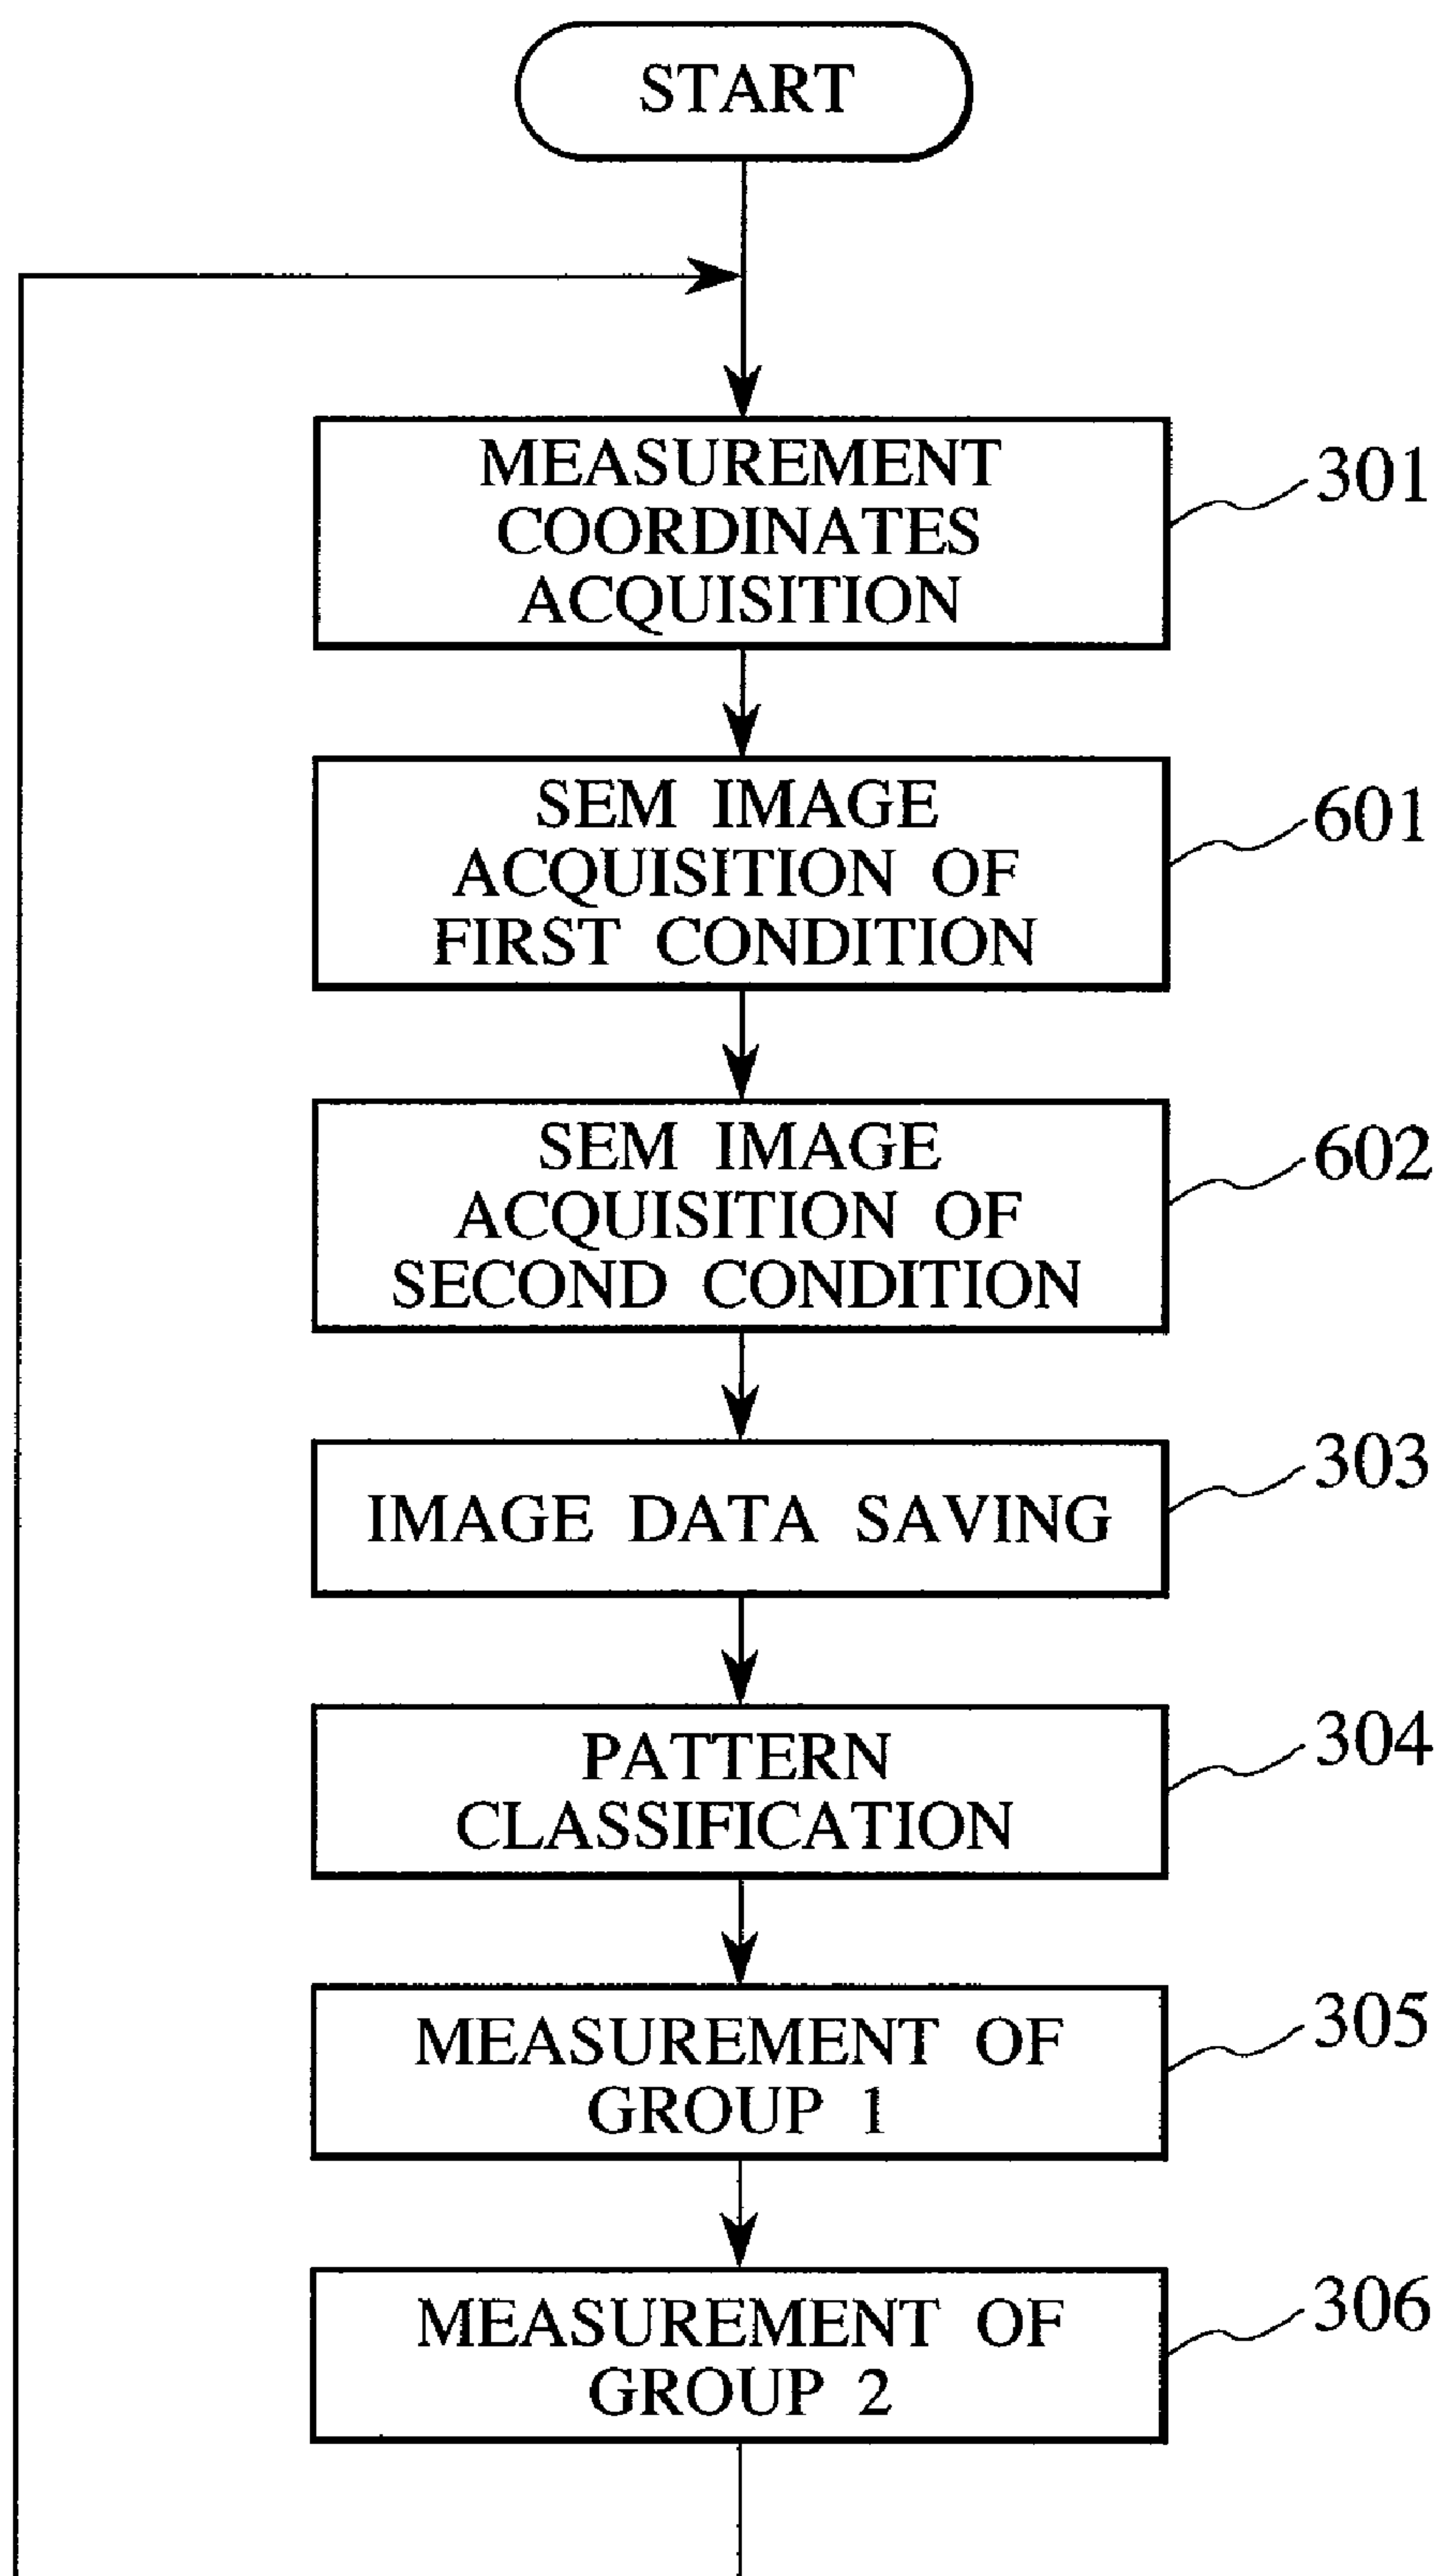 START
MEASUREMENT
COORDINATES
ACQUISITION
301
SEM IMAGE
ACQUISITION OF
FIRST CONDITION
601
SEM IMAGE
ACQUISITION OF
SECOND CONDITION
602
IMAGE DATA SAVING
303
PATTERN
CLASSIFICATION
304
MEASUREMENT OF
GROUP 1
305
MEASUREMENT OF
GROUP 2
306